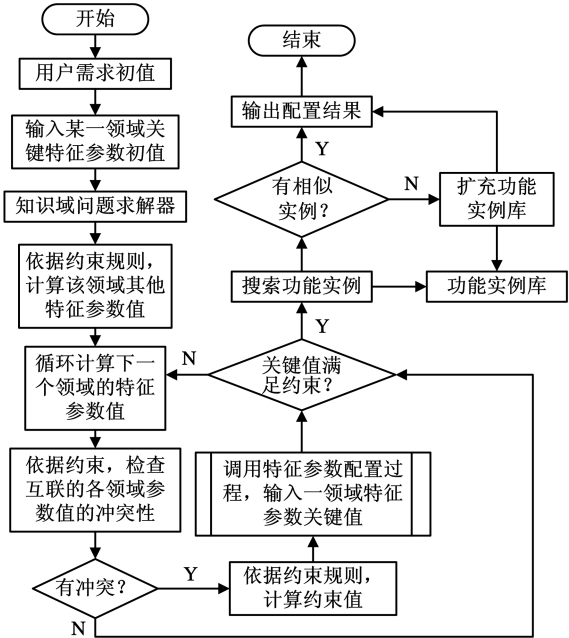 开始
用户需求初值
输入某一领域关
键特征参数初值
知识域问题求解器
依据约束规则，
计算该领域其他
特征参数值
循环计算下一
个领域的特征
参数值
依据约束，检查
互联的各领域参
数值的冲突性
有冲突？
Y
N
依据约束规则，
计算约束值
调用特征参数配置过
程，输入一领域特征
参数关键值
关键值满
足约束？
N
Y
搜索功能实例
功能实例库
有相似
实例？
N
Y
扩充功能
实例库
输出配置结果
结束